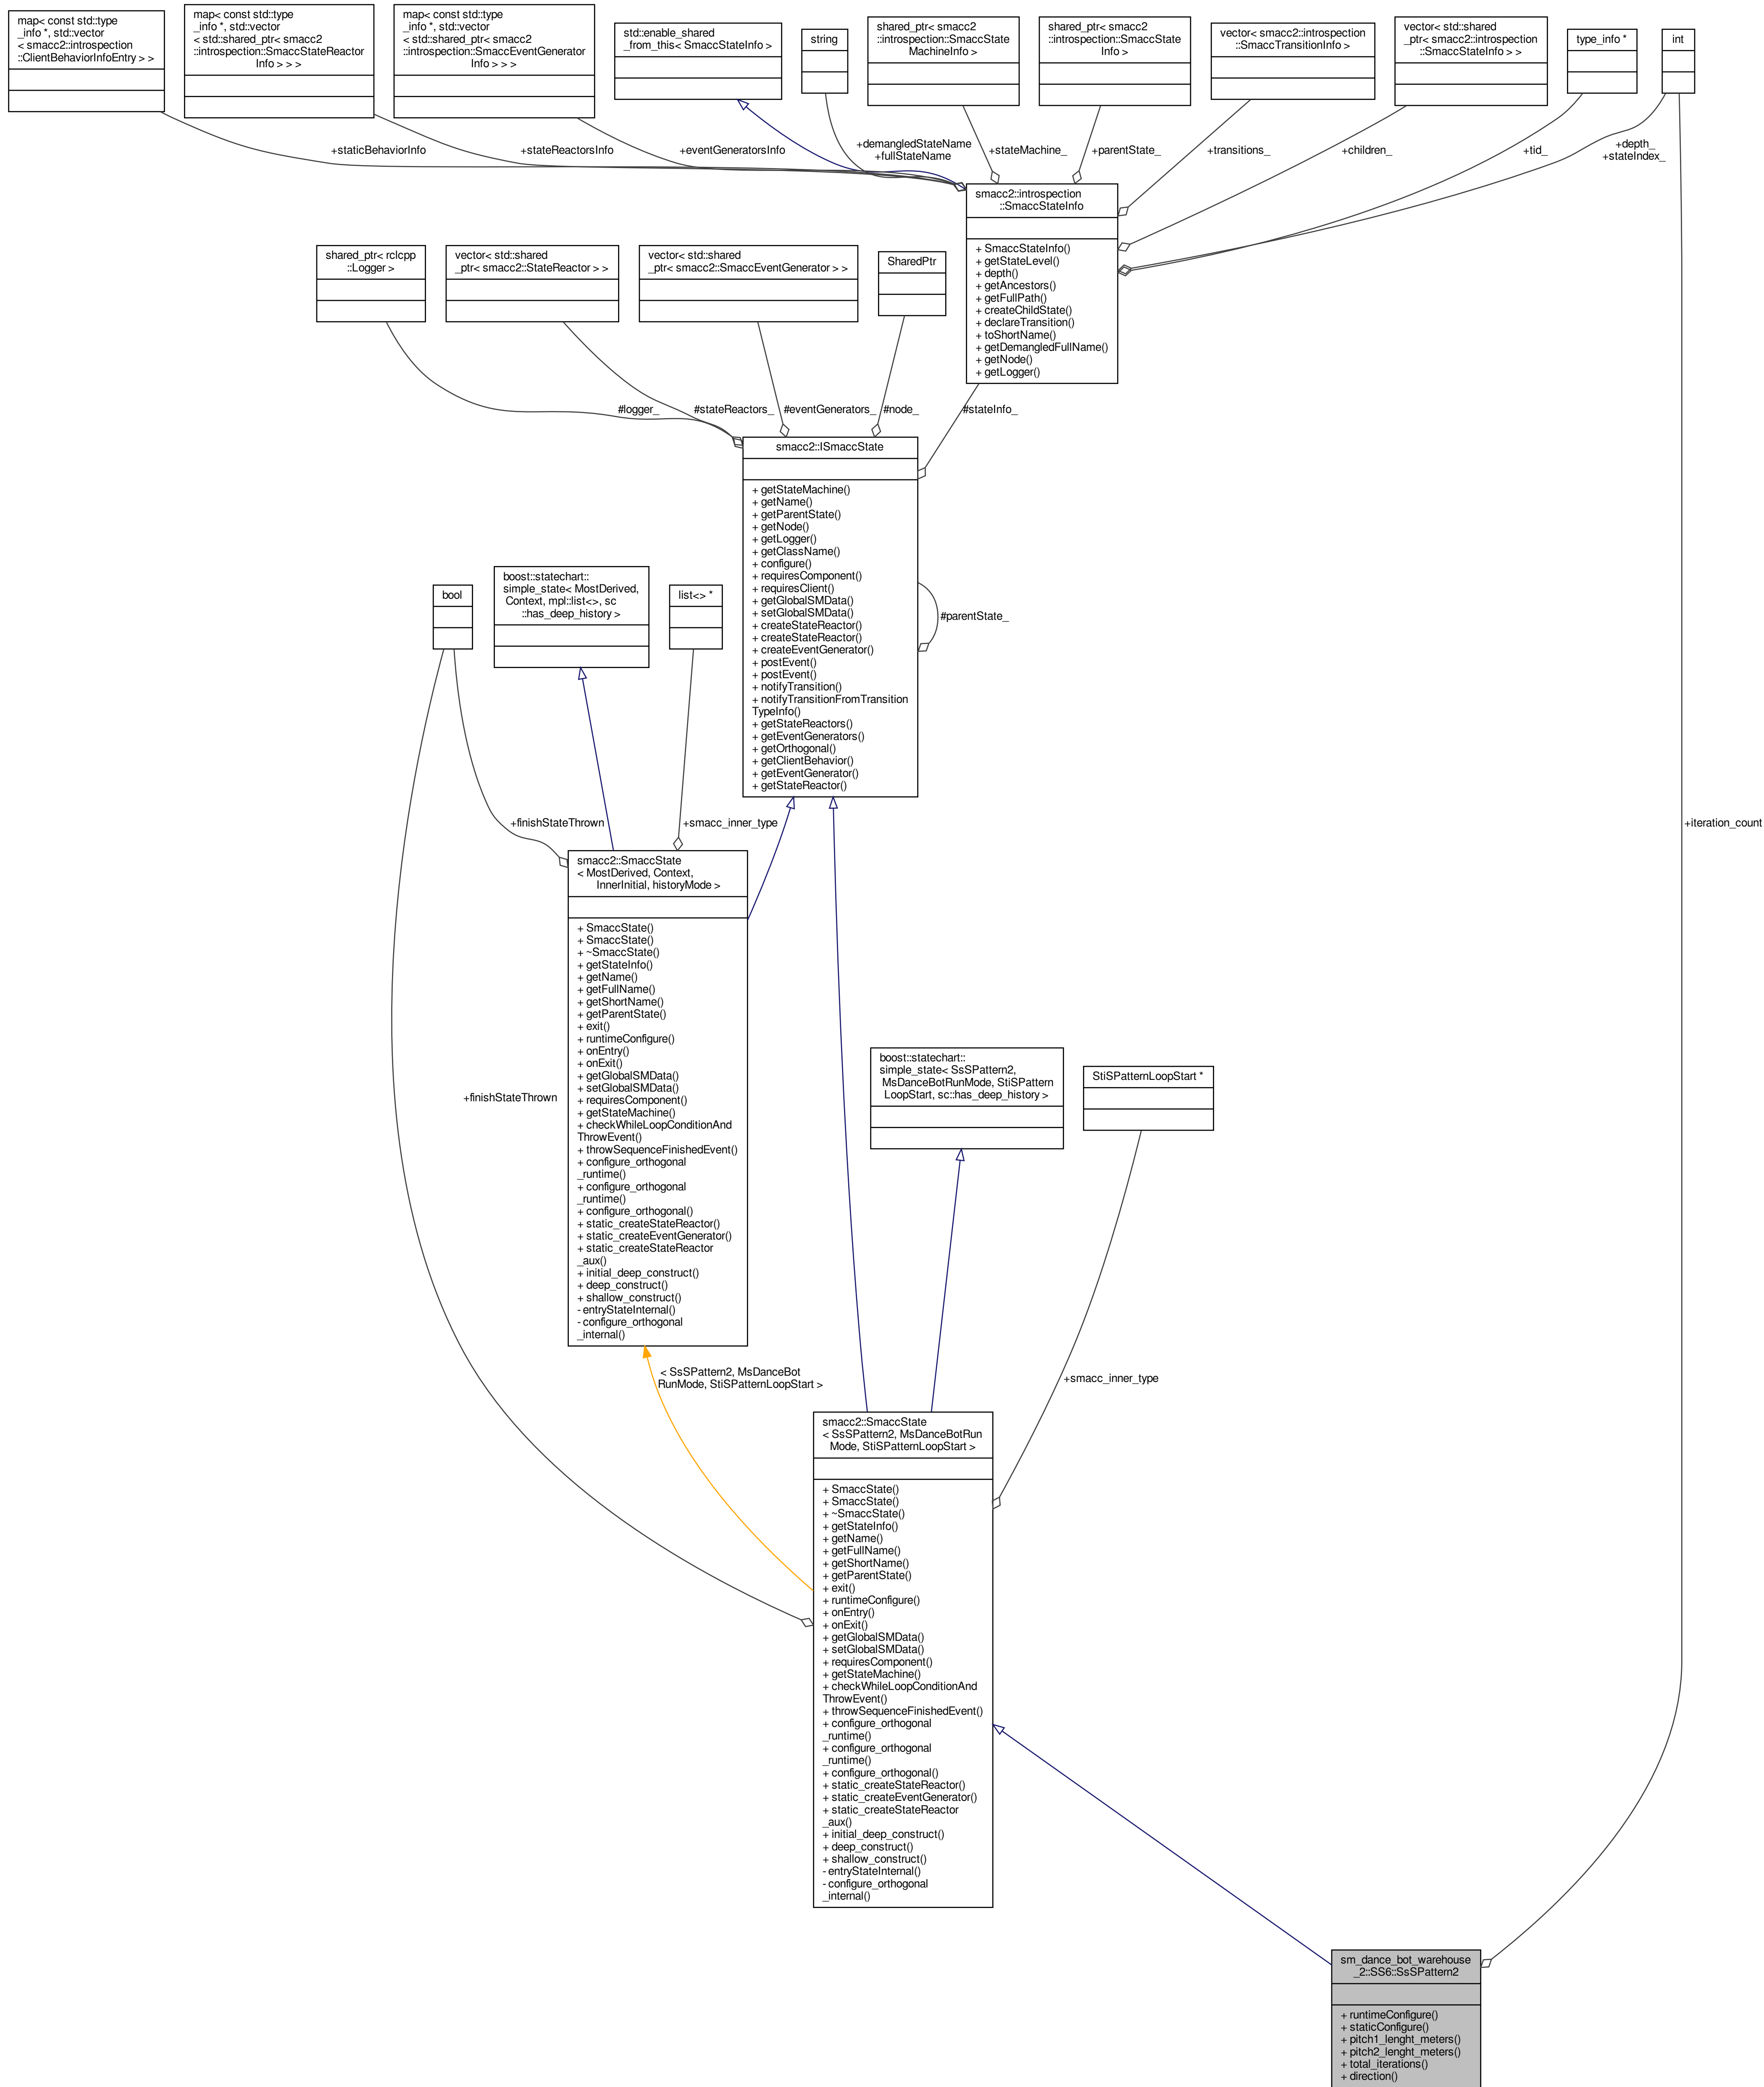 map< const std::type
_info *, std::vector
< smacc2::introspection
::ClientBehaviorInfoEntry > >
map< const std::type
_info *, std::vector
< std::shared_ptr< smacc2
::introspection::SmaccStateReactor
Info > > >
map< const std::type
_info *, std::vector
< std::shared_ptr< smacc2
::introspection::SmaccEventGenerator
Info > > >
std::enable_shared
_from_this< SmaccStateInfo >
string
shared_ptr< smacc2
::introspection::SmaccState
MachineInfo >
shared_ptr< smacc2
::introspection::SmaccState
Info >
vector< smacc2::introspection
::SmaccTransitionInfo >
vector< std::shared
_ptr< smacc2::introspection
::SmaccStateInfo > >
type_info *
int
+staticBehaviorInfo
+stateReactorsInfo
+eventGeneratorsInfo
+demangledStateName
+fullStateName
+stateMachine_
+parentState_
+transitions_
+children_
+tid_
+depth_
+stateIndex_
smacc2::introspection
::SmaccStateInfo
+ SmaccStateInfo()
+ getStateLevel()
+ depth()
+ getAncestors()
+ getFullPath()
+ createChildState()
+ declareTransition()
+ toShortName()
+ getDemangledFullName()
+ getNode()
+ getLogger()
shared_ptr< rclcpp
::Logger >
vector< std::shared
_ptr< smacc2::StateReactor > >
vector< std::shared
_ptr< smacc2::SmaccEventGenerator > >
SharedPtr
#logger_
#stateReactors_
#eventGenerators_
#node_
#stateInfo_
smacc2::ISmaccState
+ getStateMachine()
+ getName()
+ getParentState()
+ getNode()
+ getLogger()
+ getClassName()
+ configure()
+ requiresComponent()
+ requiresClient()
+ getGlobalSMData()
+ setGlobalSMData()
+ createStateReactor()
+ createStateReactor()
+ createEventGenerator()
+ postEvent()
+ postEvent()
+ notifyTransition()
+ notifyTransitionFromTransition
TypeInfo()
+ getStateReactors()
+ getEventGenerators()
+ getOrthogonal()
+ getClientBehavior()
+ getEventGenerator()
+ getStateReactor()
#parentState_
bool
boost::statechart::
simple_state< MostDerived,
Context, mpl::list<>, sc
::has_deep_history >
list<> *
+finishStateThrown
+smacc_inner_type
+iteration_count
smacc2::SmaccState
< MostDerived, Context,
InnerInitial, historyMode >
+ SmaccState()
+ SmaccState()
+ ~SmaccState()
+ getStateInfo()
+ getName()
+ getFullName()
+ getShortName()
+ getParentState()
+ exit()
+ runtimeConfigure()
+ onEntry()
+ onExit()
+ getGlobalSMData()
+ setGlobalSMData()
+ requiresComponent()
+ getStateMachine()
+ checkWhileLoopConditionAnd
ThrowEvent()
+ throwSequenceFinishedEvent()
+ configure_orthogonal
_runtime()
+ configure_orthogonal
_runtime()
+ configure_orthogonal()
+ static_createStateReactor()
+ static_createEventGenerator()
+ static_createStateReactor
_aux()
+ initial_deep_construct()
+ deep_construct()
+ shallow_construct()
- entryStateInternal()
- configure_orthogonal
_internal()
+finishStateThrown
boost::statechart::
simple_state< SsSPattern2,
MsDanceBotRunMode, StiSPattern
LoopStart, sc::has_deep_history >
StiSPatternLoopStart *
< SsSPattern2, MsDanceBot
RunMode, StiSPatternLoopStart >
+smacc_inner_type
smacc2::SmaccState
< SsSPattern2, MsDanceBotRun
Mode, StiSPatternLoopStart >
+ SmaccState()
+ SmaccState()
+ ~SmaccState()
+ getStateInfo()
+ getName()
+ getFullName()
+ getShortName()
+ getParentState()
+ exit()
+ runtimeConfigure()
+ onEntry()
+ onExit()
+ getGlobalSMData()
+ setGlobalSMData()
+ requiresComponent()
+ getStateMachine()
+ checkWhileLoopConditionAnd
ThrowEvent()
+ throwSequenceFinishedEvent()
+ configure_orthogonal
_runtime()
+ configure_orthogonal
_runtime()
+ configure_orthogonal()
+ static_createStateReactor()
+ static_createEventGenerator()
+ static_createStateReactor
_aux()
+ initial_deep_construct()
+ deep_construct()
+ shallow_construct()
- entryStateInternal()
- configure_orthogonal
_internal()
sm_dance_bot_warehouse
_2::SS6::SsSPattern2
+ runtimeConfigure()
+ staticConfigure()
+ pitch1_lenght_meters()
+ pitch2_lenght_meters()
+ total_iterations()
+ direction()